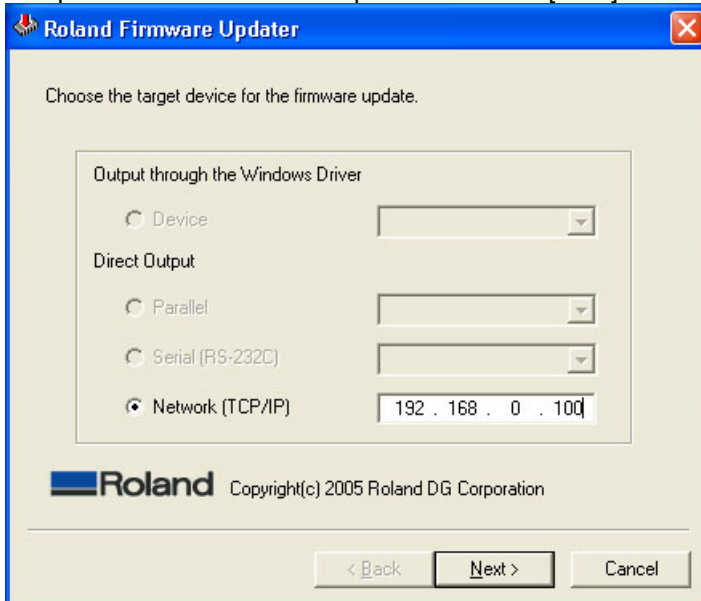 Roland Firmware Updater
Choose the target device for the firmware update.
Output through the Windows Driver
Device
Direct Output
Parallel
Serial (RS-232C)
Network (TCP/IP) 192 . 168 . 0 . 100
Roland Copyright(c) 2005 Roland DG Corporation
< Back Next > Cancel